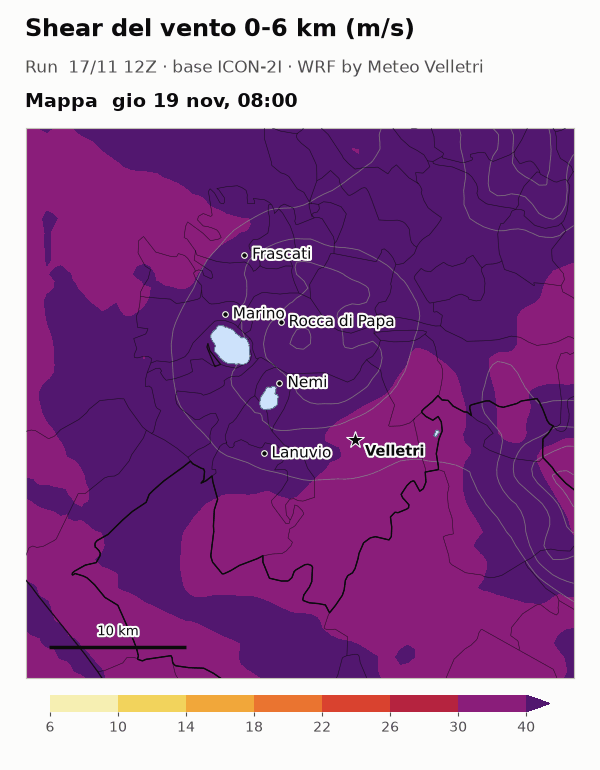 Shear del vento 0-6 km (m/s)
Run  17/11 12Z · base ICON-2I · WRF by Meteo Velletri
Mappa  gio 19 nov, 08:00
Frascati
Marino
Rocca di Papa
Nemi
Lanuvio
Velletri
10 km
6 10 14 18 22 26 30 40